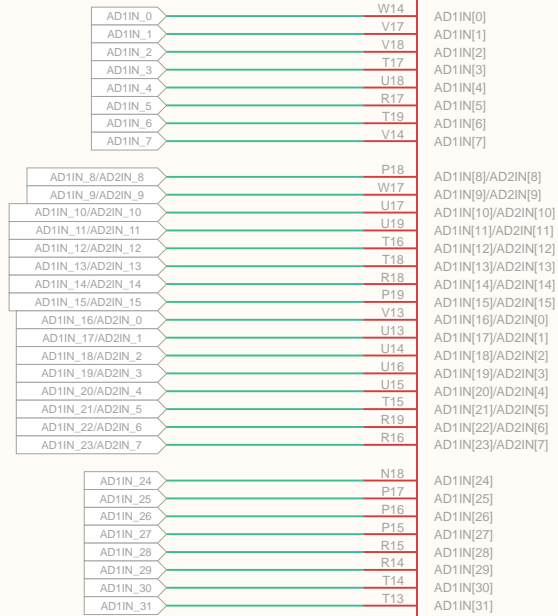 AD1IN_0 W14 AD1IN[0]
AD1IN_1 V17 AD1IN[1]
AD1IN_2 V18 AD1IN[2]
AD1IN_3 T17 AD1IN[3]
AD1IN_4 U18 AD1IN[4]
AD1IN_5 R17 AD1IN[5]
AD1IN_6 T19 AD1IN[6]
AD1IN_7 V14 AD1IN[7]
AD1IN_8/AD2IN_8 P18 AD1IN[8]/AD2IN[8]
AD1IN_9/AD2IN_9 W17 AD1IN[9]/AD2IN[9]
AD1IN_10/AD2IN_10 U17 AD1IN[10]/AD2IN[10]
AD1IN_11/AD2IN_11 U19 AD1IN[11]/AD2IN[11]
AD1IN_12/AD2IN_12 T16 AD1IN[12]/AD2IN[12]
AD1IN_13/AD2IN_13 T18 AD1IN[13]/AD2IN[13]
AD1IN_14/AD2IN_14 R18 AD1IN[14]/AD2IN[14]
AD1IN_15/AD2IN_15 P19 AD1IN[15]/AD2IN[15]
AD1IN_16/AD2IN_0 V13 AD1IN[16]/AD2IN[0]
AD1IN_17/AD2IN_1 U13 AD1IN[17]/AD2IN[1]
AD1IN_18/AD2IN_2 U14 AD1IN[18]/AD2IN[2]
AD1IN_19/AD2IN_3 U16 AD1IN[19]/AD2IN[3]
AD1IN_20/AD2IN_4 U15 AD1IN[20]/AD2IN[4]
AD1IN_21/AD2IN_5 T15 AD1IN[21]/AD2IN[5]
AD1IN_22/AD2IN_6 R19 AD1IN[22]/AD2IN[6]
AD1IN_23/AD2IN_7 R16 AD1IN[23]/AD2IN[7]
AD1IN_24 N18 AD1IN[24]
AD1IN_25 P17 AD1IN[25]
AD1IN_26 P16 AD1IN[26]
AD1IN_27 P15 AD1IN[27]
AD1IN_28 R15 AD1IN[28]
AD1IN_29 R14 AD1IN[29]
AD1IN_30 T14 AD1IN[30]
AD1IN_31 T13 AD1IN[31]